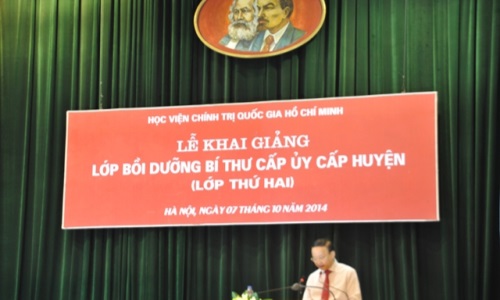 HỌC VIỆN CHÍNH TRỊ QUỐC GIA HỒ CHÍ MINH
LỄ KHAI GIẢNG
LỚP BỒI DƯỠNG BÍ THƯ CẤP ỦY CẤP HUYỆN
(LỚP THỨ HAI)
HÀ NỘI, NGÀY 07 THÁNG 10 NĂM 2014